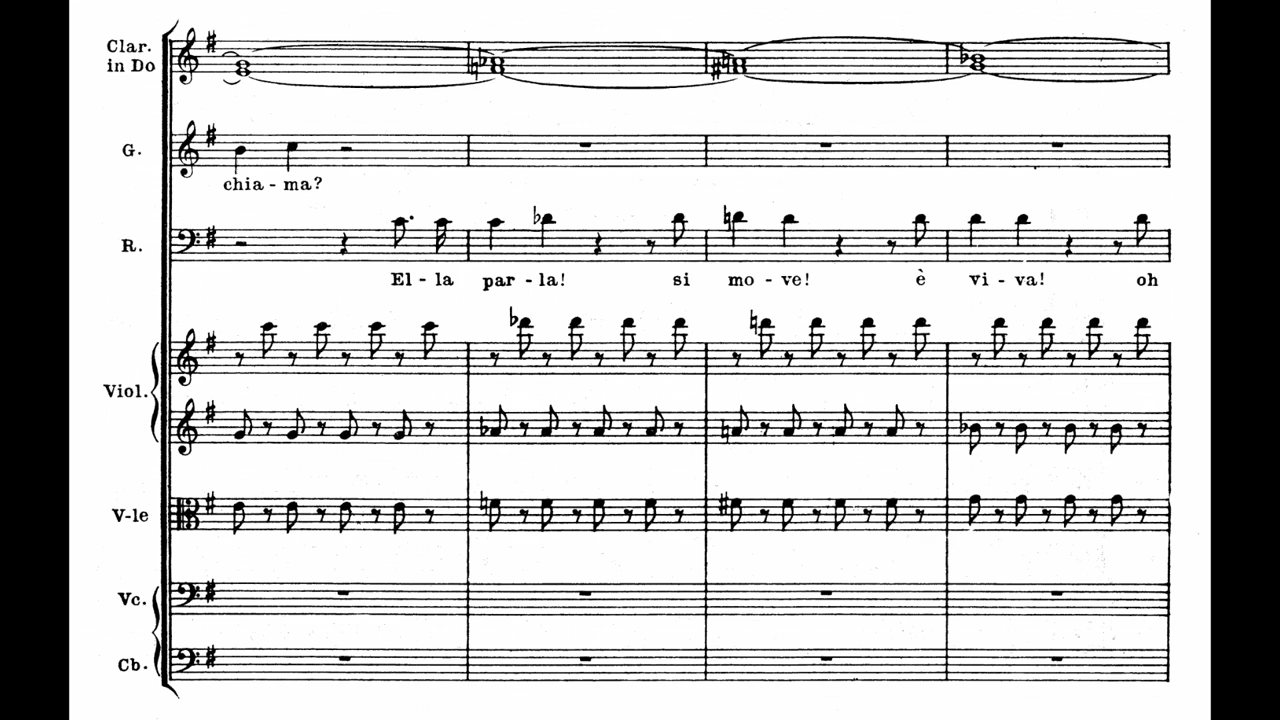 Clar.
in Do
G.
chia - ma?
R.
El - la par - la! si mo - ve! è vi - va! oh
Viol.
V-le
Vc.
Cb.